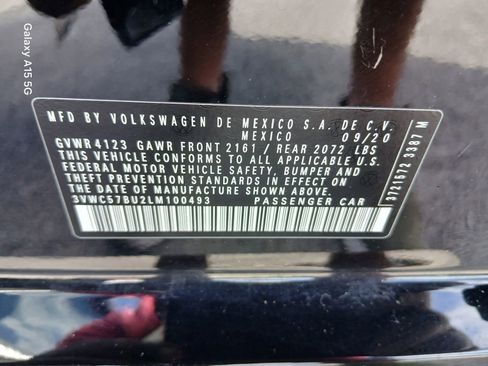 Galaxy A15 5G
MFD BY VOLKSWAGEN DE MEXICO S.A. DE C.V.
MEXICO 09/20
GVWR 4123 GAWR FRONT 2161 / REAR 2072 LBS
THIS VEHICLE CONFORMS TO ALL APPLICABLE U.S.
FEDERAL MOTOR VEHICLE SAFETY, BUMPER AND
THEFT PREVENTION STANDARDS IN EFFECT ON
THE DATE OF MANUFACTURE SHOWN ABOVE.
3VWC57BU2LM100493 PASSENGER CAR
3721572 3387 M